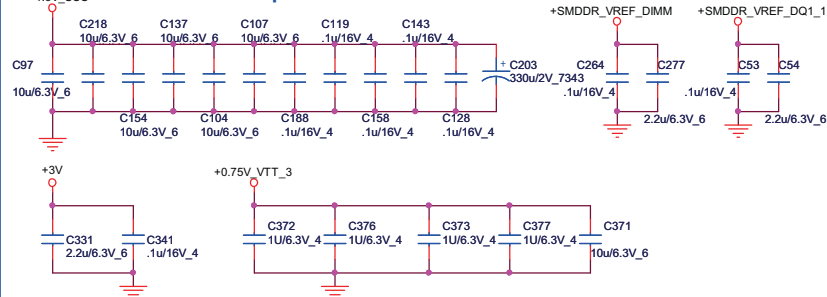 +SMDDR_VREF_DIMM
+SMDDR_VREF_DQ1_1
C218
C137
C107
C119
C143
10u/6.3V_6
10u/6.3V_6
10u/6.3V_6
.1u/16V_4
.1u/16V_4
C97
10u/6.3V_6
+
C203
330u/2V_7343
C264
.1u/16V_4
C277
2.2u/6.3V_6
C53
.1u/16V_4
C54
2.2u/6.3V_6
C154
C104
C188
C158
C128
10u/6.3V_6
10u/6.3V_6
.1u/16V_4
.1u/16V_4
.1u/16V_4
+3V
+0.75V_VTT_3
C331
2.2u/6.3V_6
C341
.1u/16V_4
C372
1U/6.3V_4
C376
1U/6.3V_4
C373
1U/6.3V_4
C377
1U/6.3V_4
C371
10u/6.3V_6